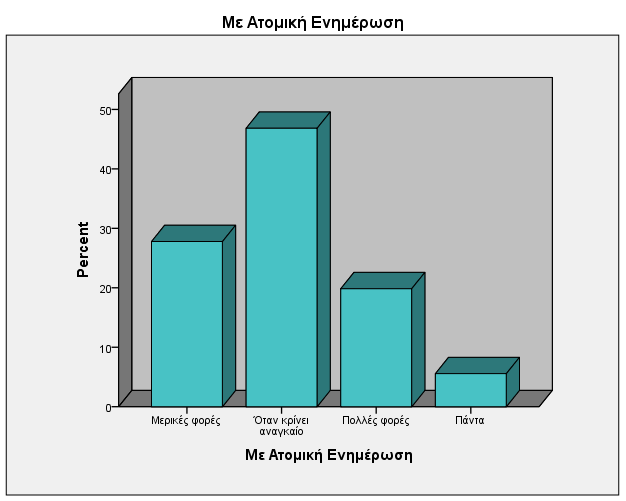 Με Ατομική Ενημέρωση
50
40
30
20
10
0
Percent
Μερικές φορές
Όταν κρίνει
αναγκαίο
Πολλές φορές
Πάντα
Με Ατομική Ενημέρωση